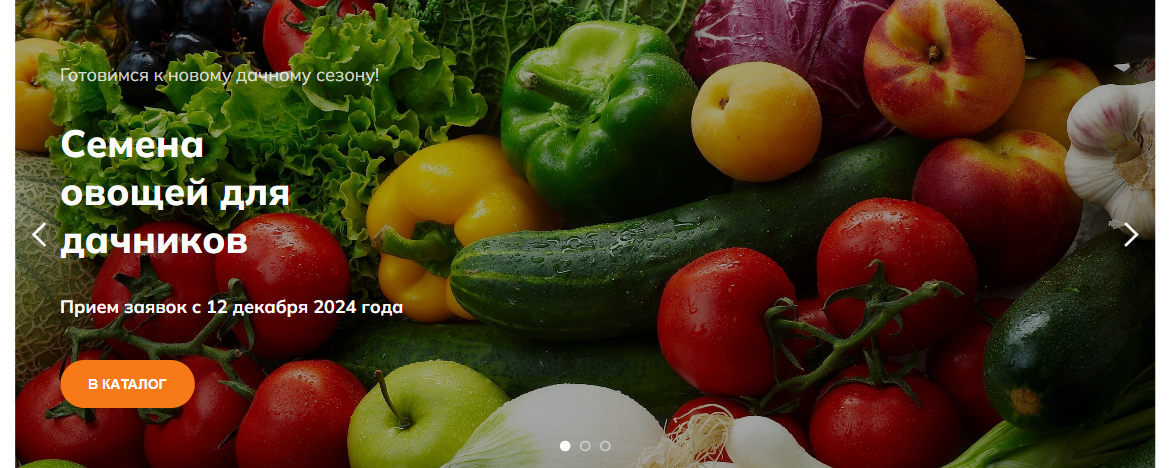 Готовимся к новому дачному сезону!
Семена
овощей для
дачников
Прием заявок с 12 декабря 2024 года
В КАТАЛОГ